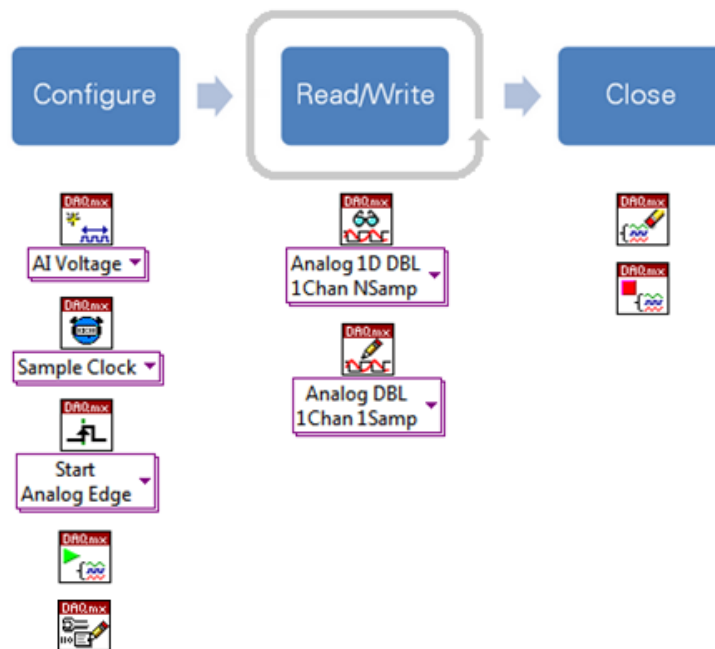 Configure
Read/Write
Close
DAQmx
AI Voltage
DAQmx
Sample Clock
DAQmx
Start
Analog Edge
DAQmx
DAQmx
DAQmx
Analog 1D DBL
1Chan NSamp
DAQmx
Analog DBL
1Chan 1Samp
DAQmx
DAQmx